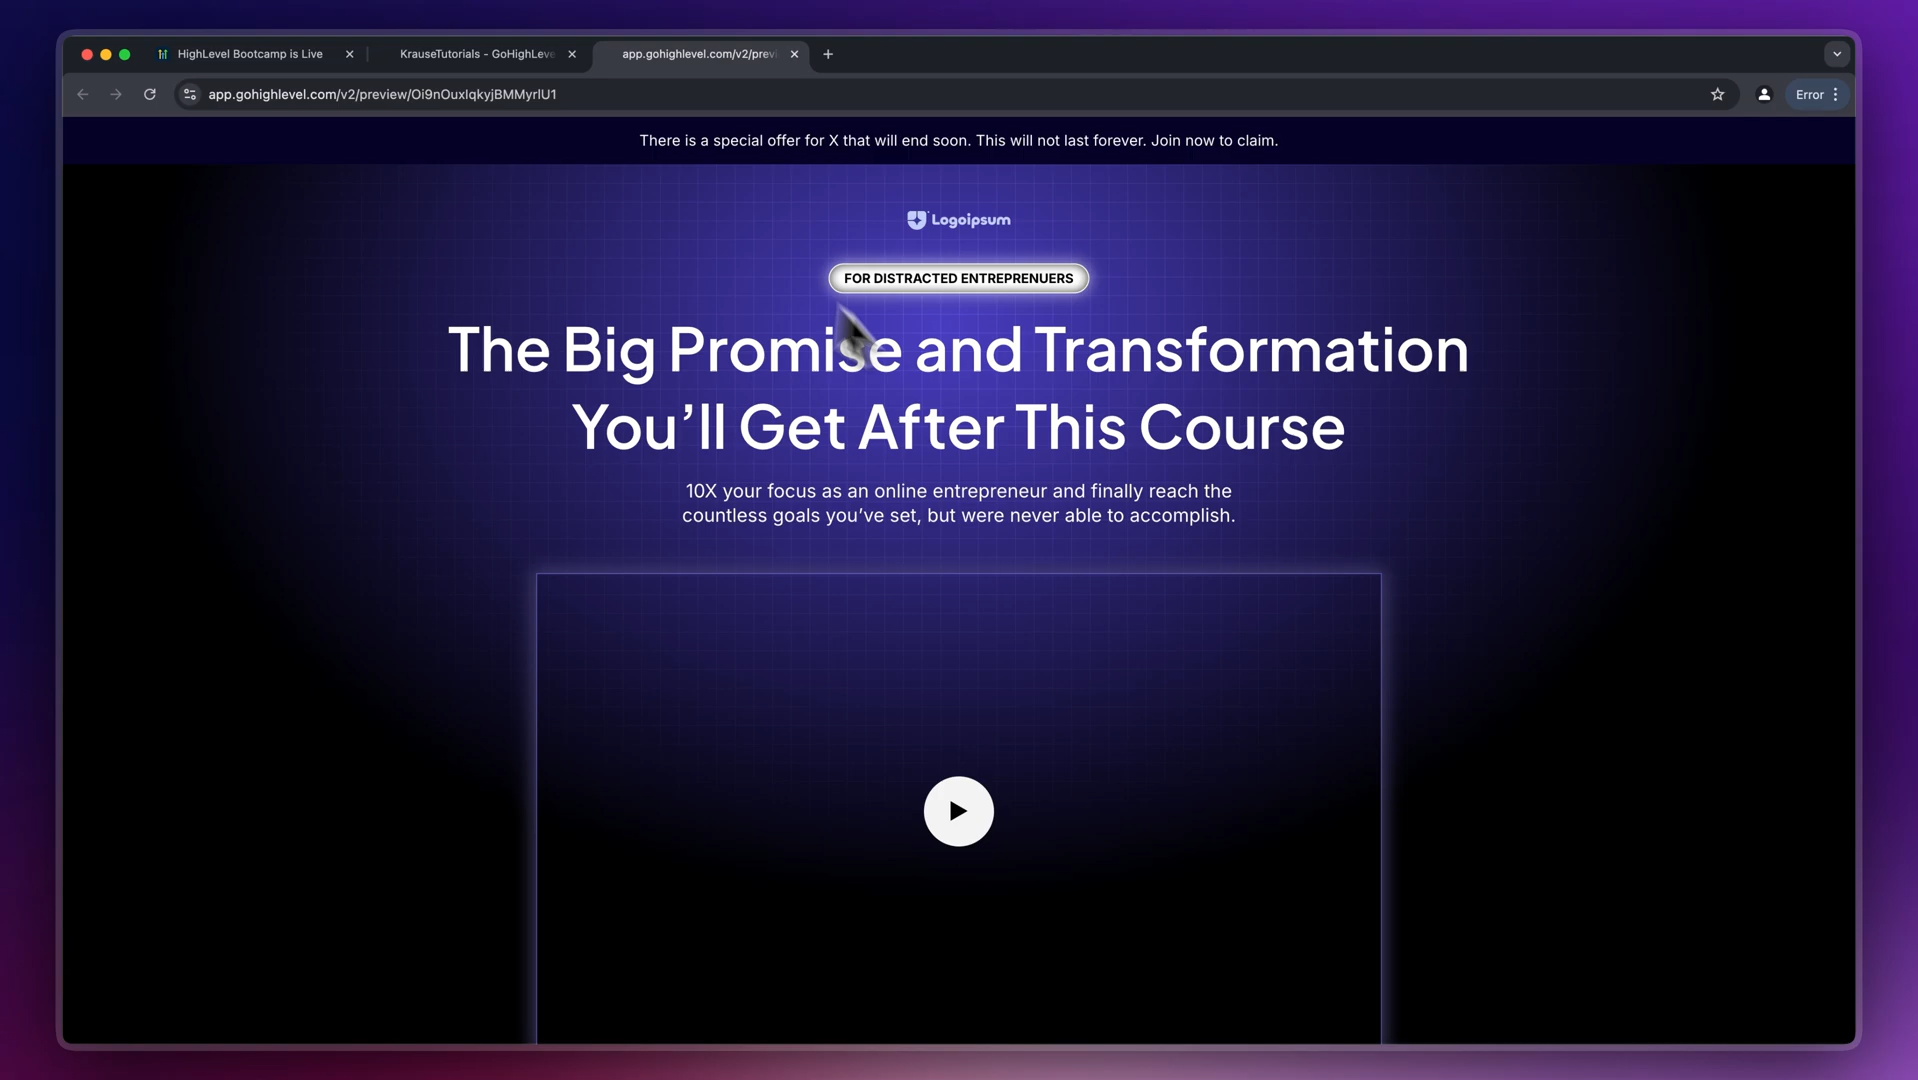 HighLevel Bootcamp is Live
KrauseTutorials - GoHighLeve
app.gohighlevel.com/v2/previ
app.gohighlevel.com/v2/preview/Oi9nOuxIqkyjBMMyrIU1
Error
There is a special offer for X that will end soon. This will not last forever. Join now to claim.
Logoipsum
FOR DISTRACTED ENTREPRENUERS
The Big Promise and Transformation
You’ll Get After This Course
10X your focus as an online entrepreneur and finally reach the
countless goals you’ve set, but were never able to accomplish.